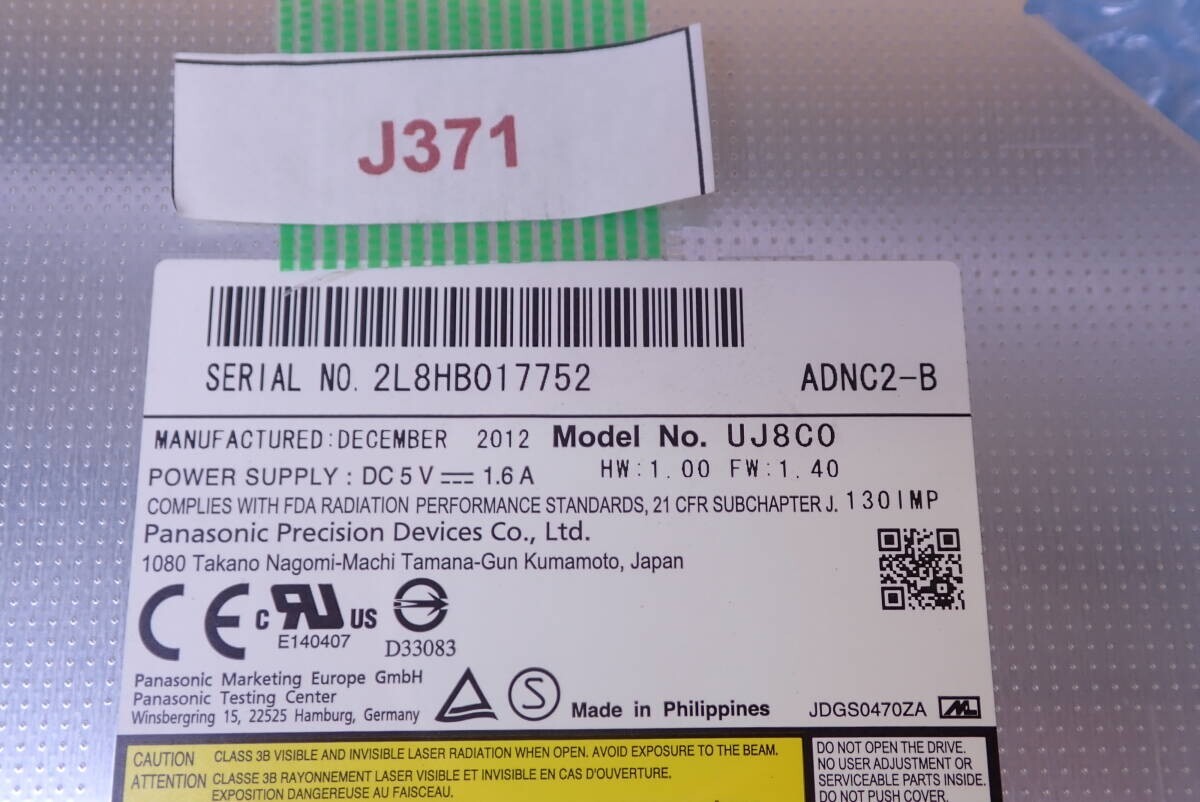 J371
SERIAL NO. 2L8HB017752 ADNC2-B
MANUFACTURED:DECEMBER 2012 Model No. UJ8C0
POWER SUPPLY : DC 5 V ⎓ 1.6 A HW:1.00 FW:1.40
COMPLIES WITH FDA RADIATION PERFORMANCE STANDARDS, 21 CFR SUBCHAPTER J. 130IMP
Panasonic Precision Devices Co., Ltd.
1080 Takano Nagomi-Machi Tamana-Gun Kumamoto, Japan
CE c RU US
E140407 D33083
Panasonic Marketing Europe GmbH
Panasonic Testing Center
Winsbergring 15, 22525 Hamburg, Germany
S
Made in Philippines JDGS0470ZA
CAUTION CLASS 3B VISIBLE AND INVISIBLE LASER RADIATION WHEN OPEN. AVOID EXPOSURE TO THE BEAM.
ATTENTION CLASSE 3B RAYONNEMENT LASER VISIBLE ET INVISIBLE EN CAS D'OUVERTURE.
EXPOSITION DANGEREUSE AU FAISCEAU.
DO NOT OPEN THE DRIVE.
NO USER ADJUSTMENT OR
SERVICEABLE PARTS INSIDE.
DO NOT PUSH COVER.